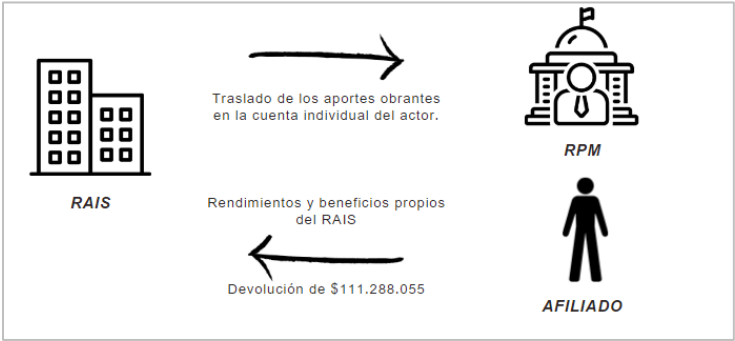 Traslado de los aportes obrantes
en la cuenta individual del actor.
RPM
RAIS
Rendimientos y beneficios propios
del RAIS
Devolución de $111.288.055
AFILIADO